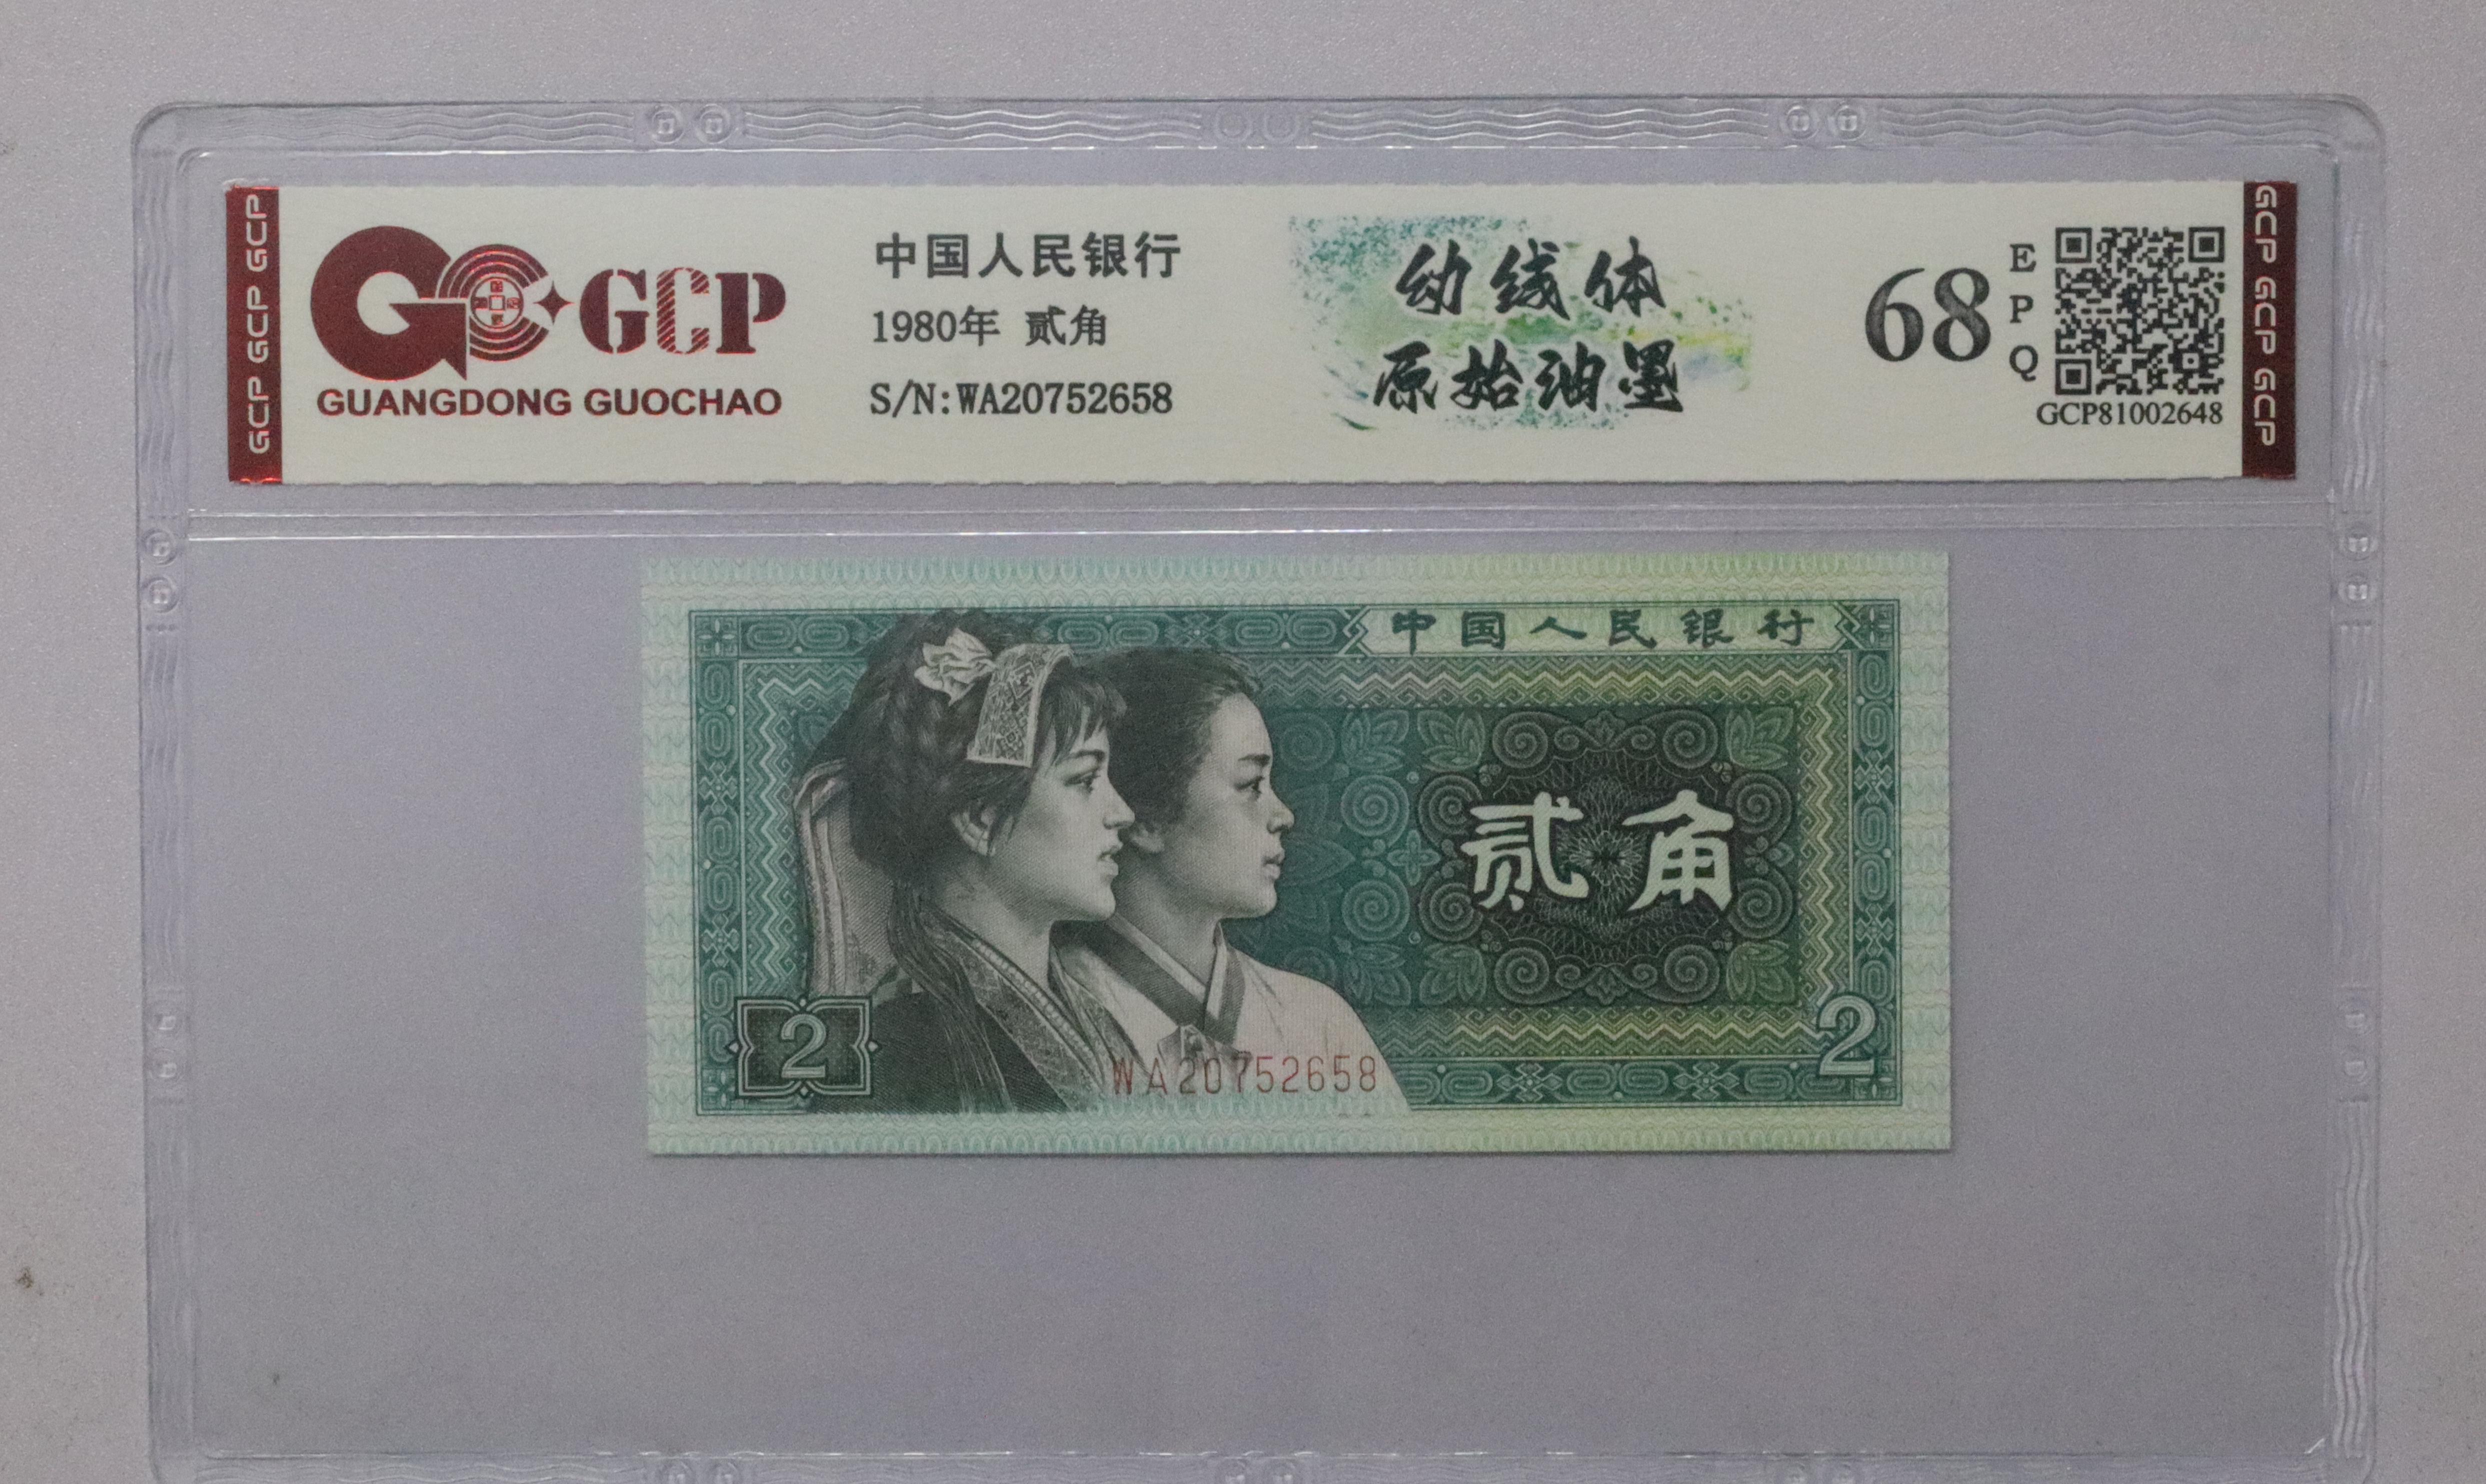 GCP GCP GCP
GCP
GUANGDONG GUOCHAO
中国人民银行
1980年 贰角
S/N:WA20752658
幼线体
原始油墨
68
E
P
Q
GCP81002648
GCP GCP GCP
中国人民银行
贰角
2
2
WA20752658